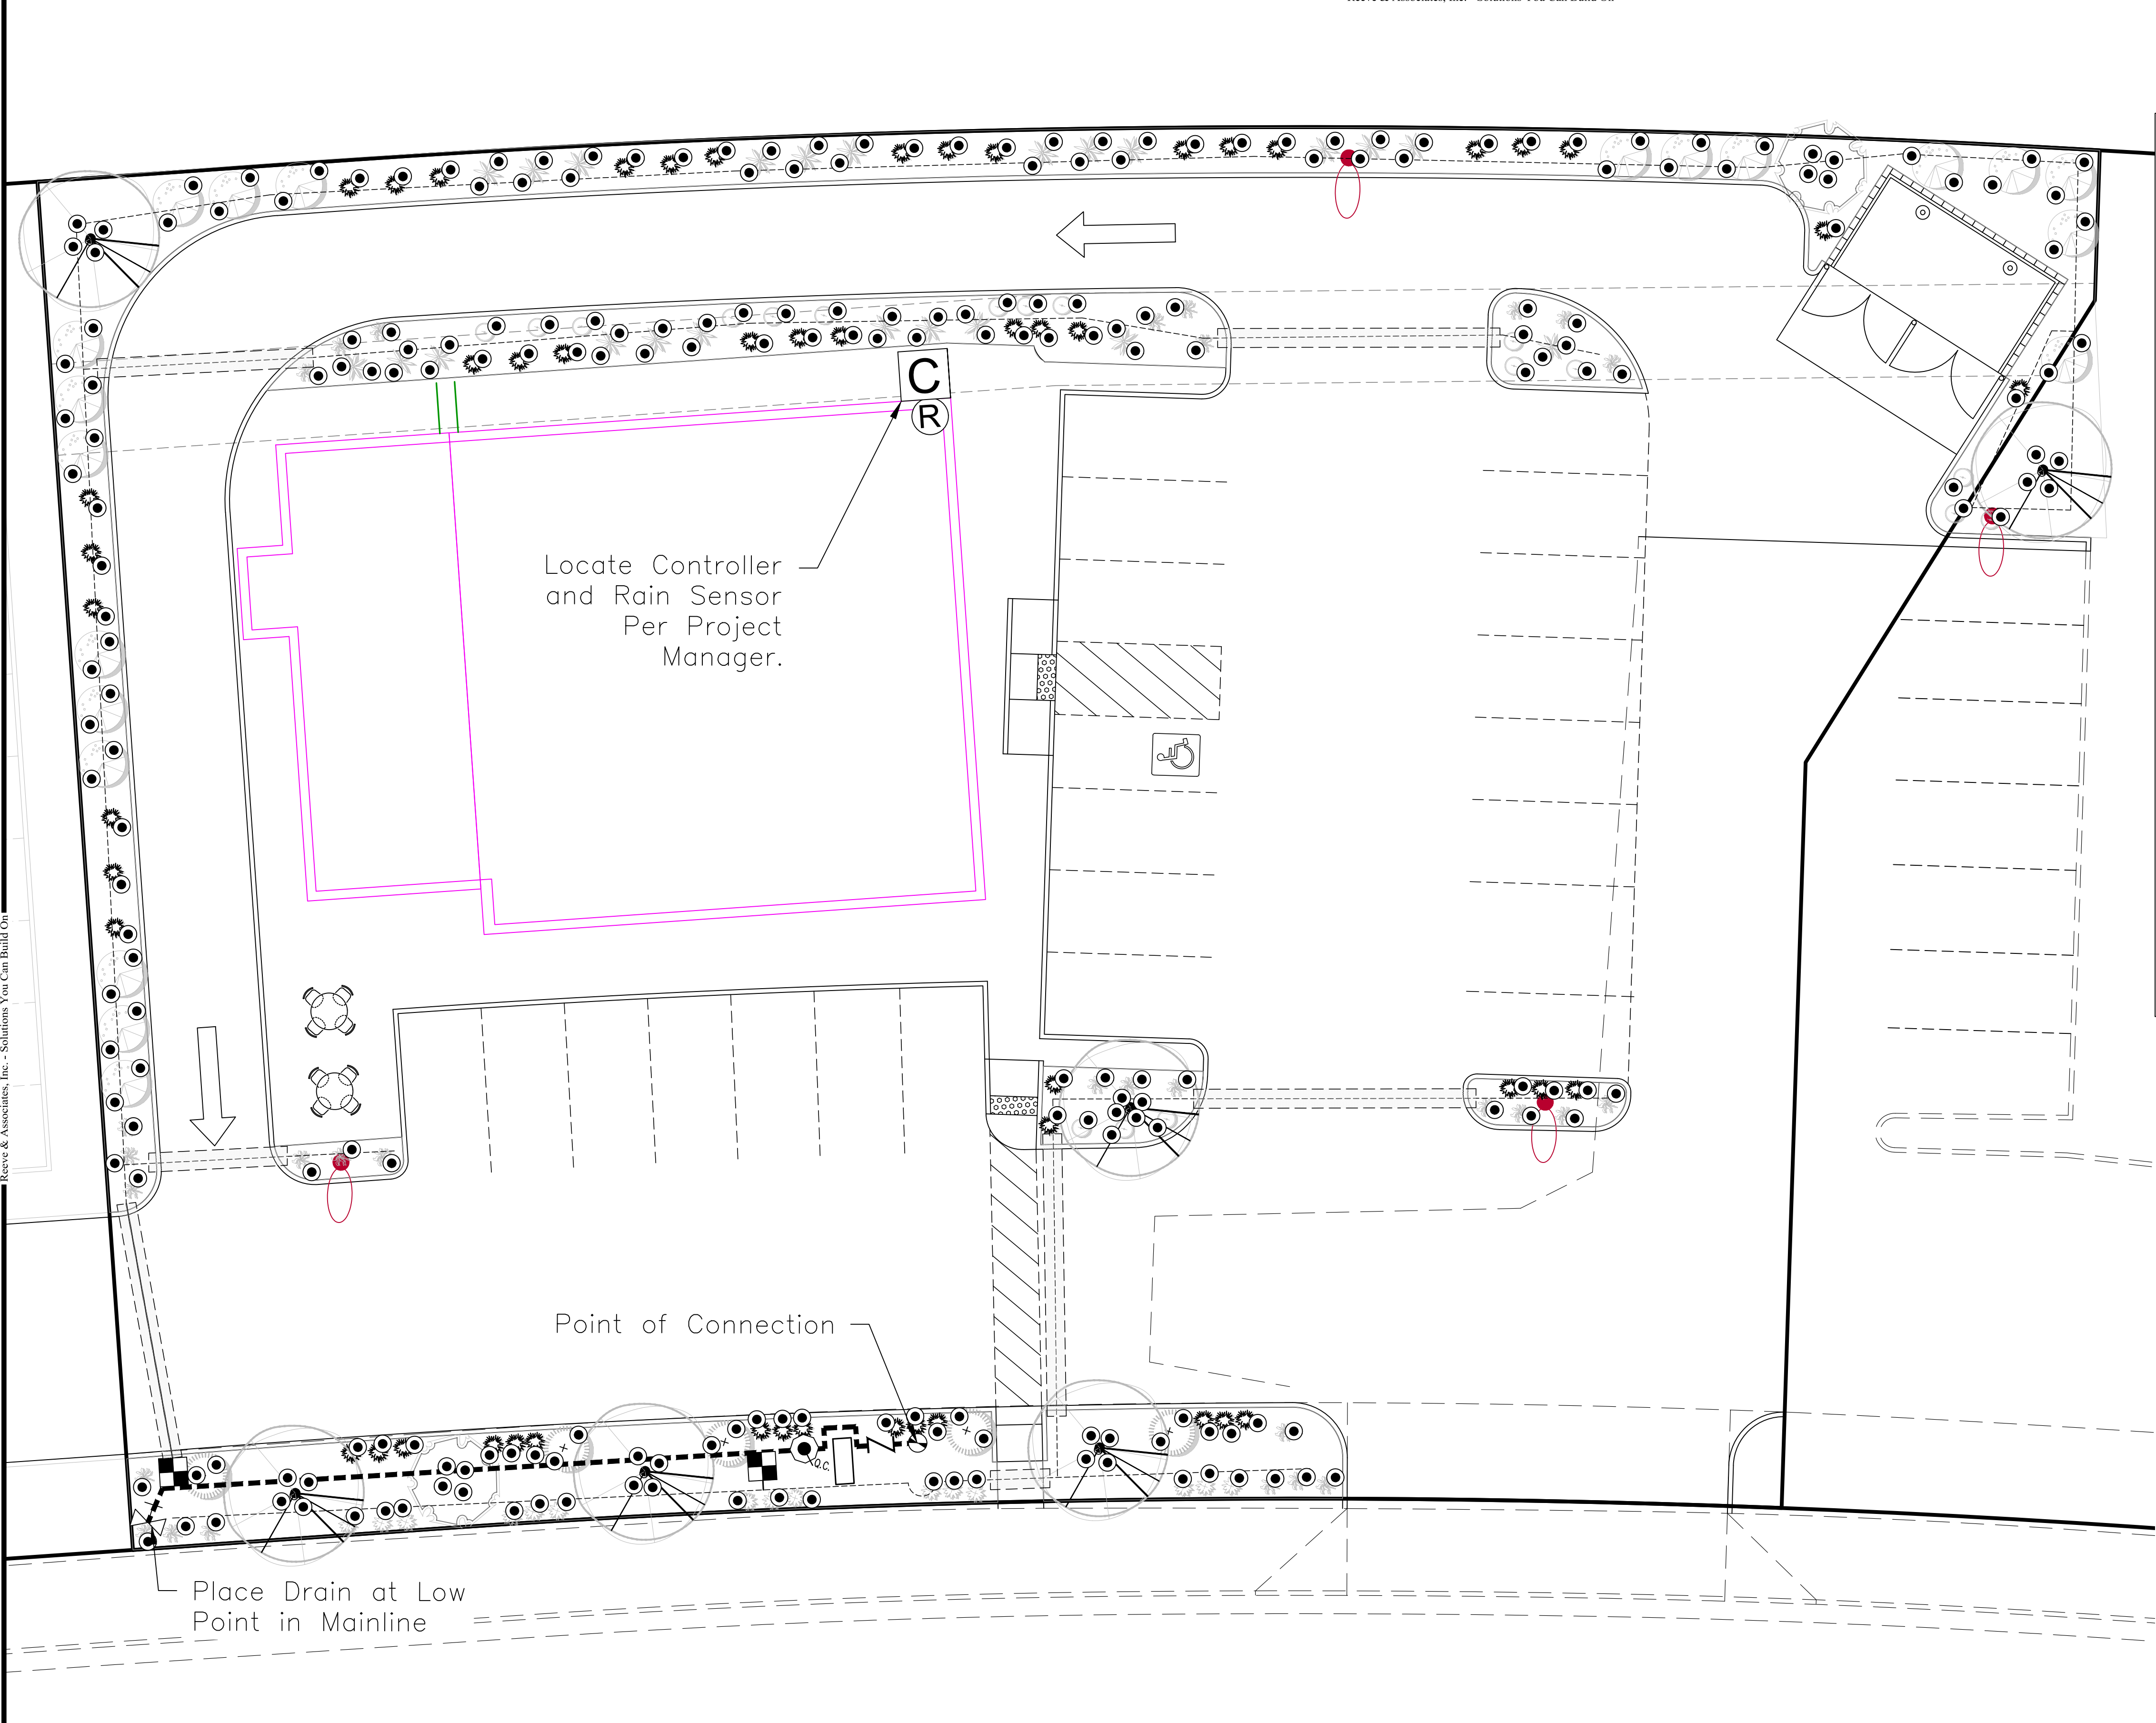 C
R
Locate Controller
and Rain Sensor
Per Project
Manager.
Reeve & Associates, Inc. - Solutions You Can Build On
Point of Connection
Q.C.
Place Drain at Low
Point in Mainline